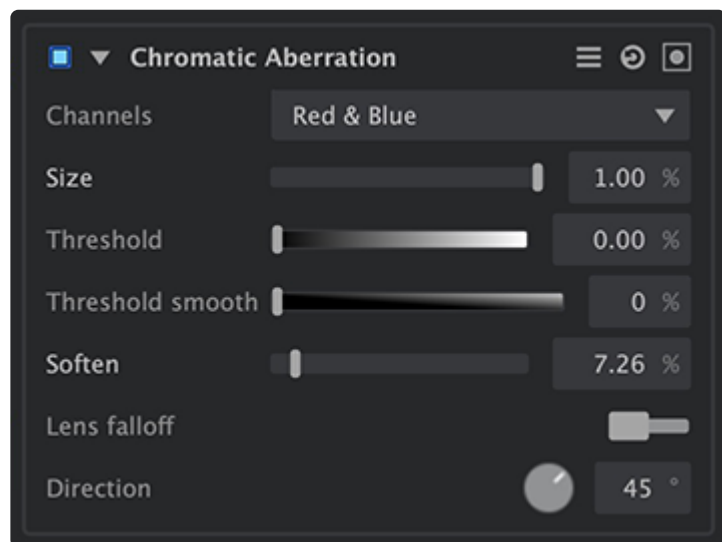 Chromatic Aberration
Channels Red & Blue
Size 1.00 %
Threshold 0.00 %
Threshold smooth 0 %
Soften 7.26 %
Lens falloff
Direction 45 °